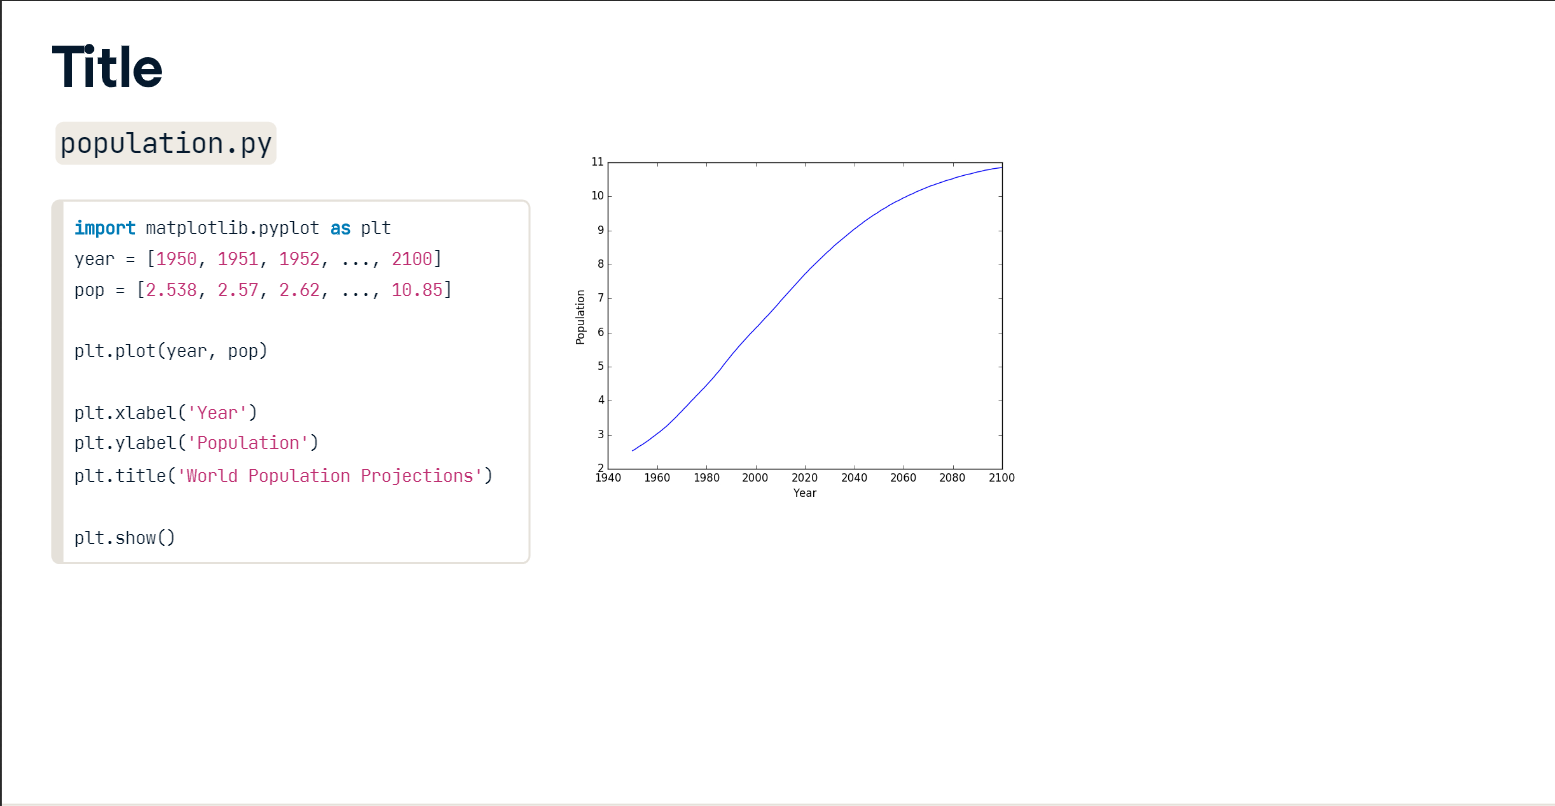 Title
population.py
import matplotlib.pyplot as plt
year = [1950, 1951, 1952, ..., 2100]
pop = [2.538, 2.57, 2.62, ..., 10.85]
plt.plot(year, pop)
plt.xlabel('Year')
plt.ylabel('Population')
plt.title('World Population Projections')
plt.show()
11
10
9
8
7
6
5
4
3
2
Population
1940 1960 1980 2000 2020 2040 2060 2080 2100
Year